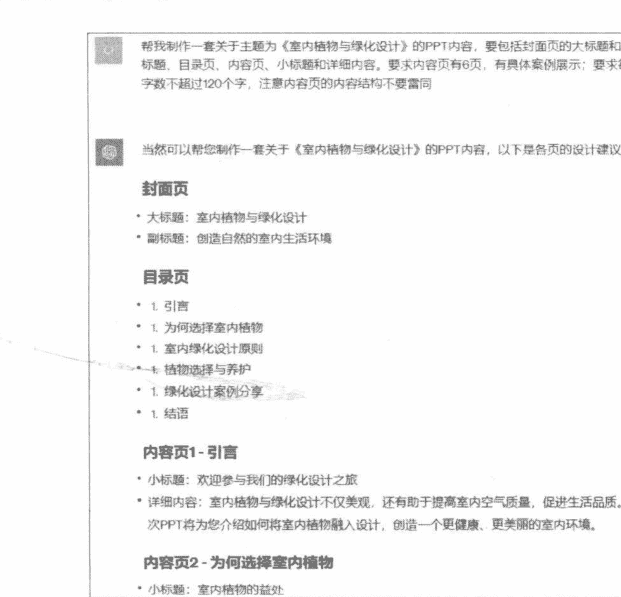 帮我制作一套关于主题为《室内植物与绿化设计》的PPT内容，要包括封面页的大标题和
标题、目录页、内容页、小标题和详细内容。要求内容页有6页，有具体案例展示；要求
字数不超过120个字，注意内容页的内容结构不要雷同
当然可以帮您制作一套关于《室内植物与绿化设计》的PPT内容，以下是各页的设计建议
封面页
• 大标题：室内植物与绿化设计
• 副标题：创造自然的室内生活环境
目录页
• 1. 引言
• 1. 为何选择室内植物
• 1. 室内绿化设计原则
• 1. 植物选择与养护
• 1. 绿化设计案例分享
• 1. 结语
内容页1 - 引言
• 小标题：欢迎参与我们的绿化设计之旅
• 详细内容：室内植物与绿化设计不仅美观，还有助于提高室内空气质量，促进生活品质。
次PPT将为您介绍如何将室内植物融入设计，创造一个更健康、更美丽的室内环境。
内容页2 - 为何选择室内植物
• 小标题：室内植物的益处